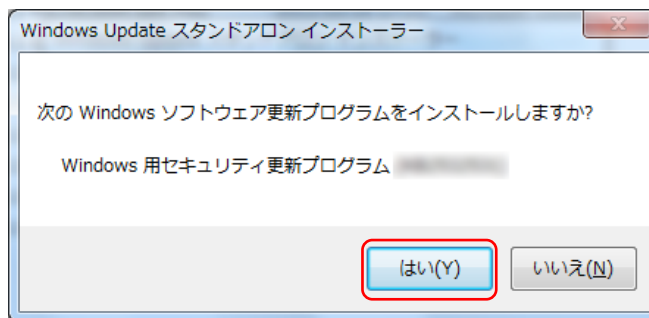 Windows Update スタンドアロン インストーラー
次の Windows ソフトウェア更新プログラムをインストールしますか?
Windows 用セキュリティ更新プログラム
はい(Y)
いいえ(N)